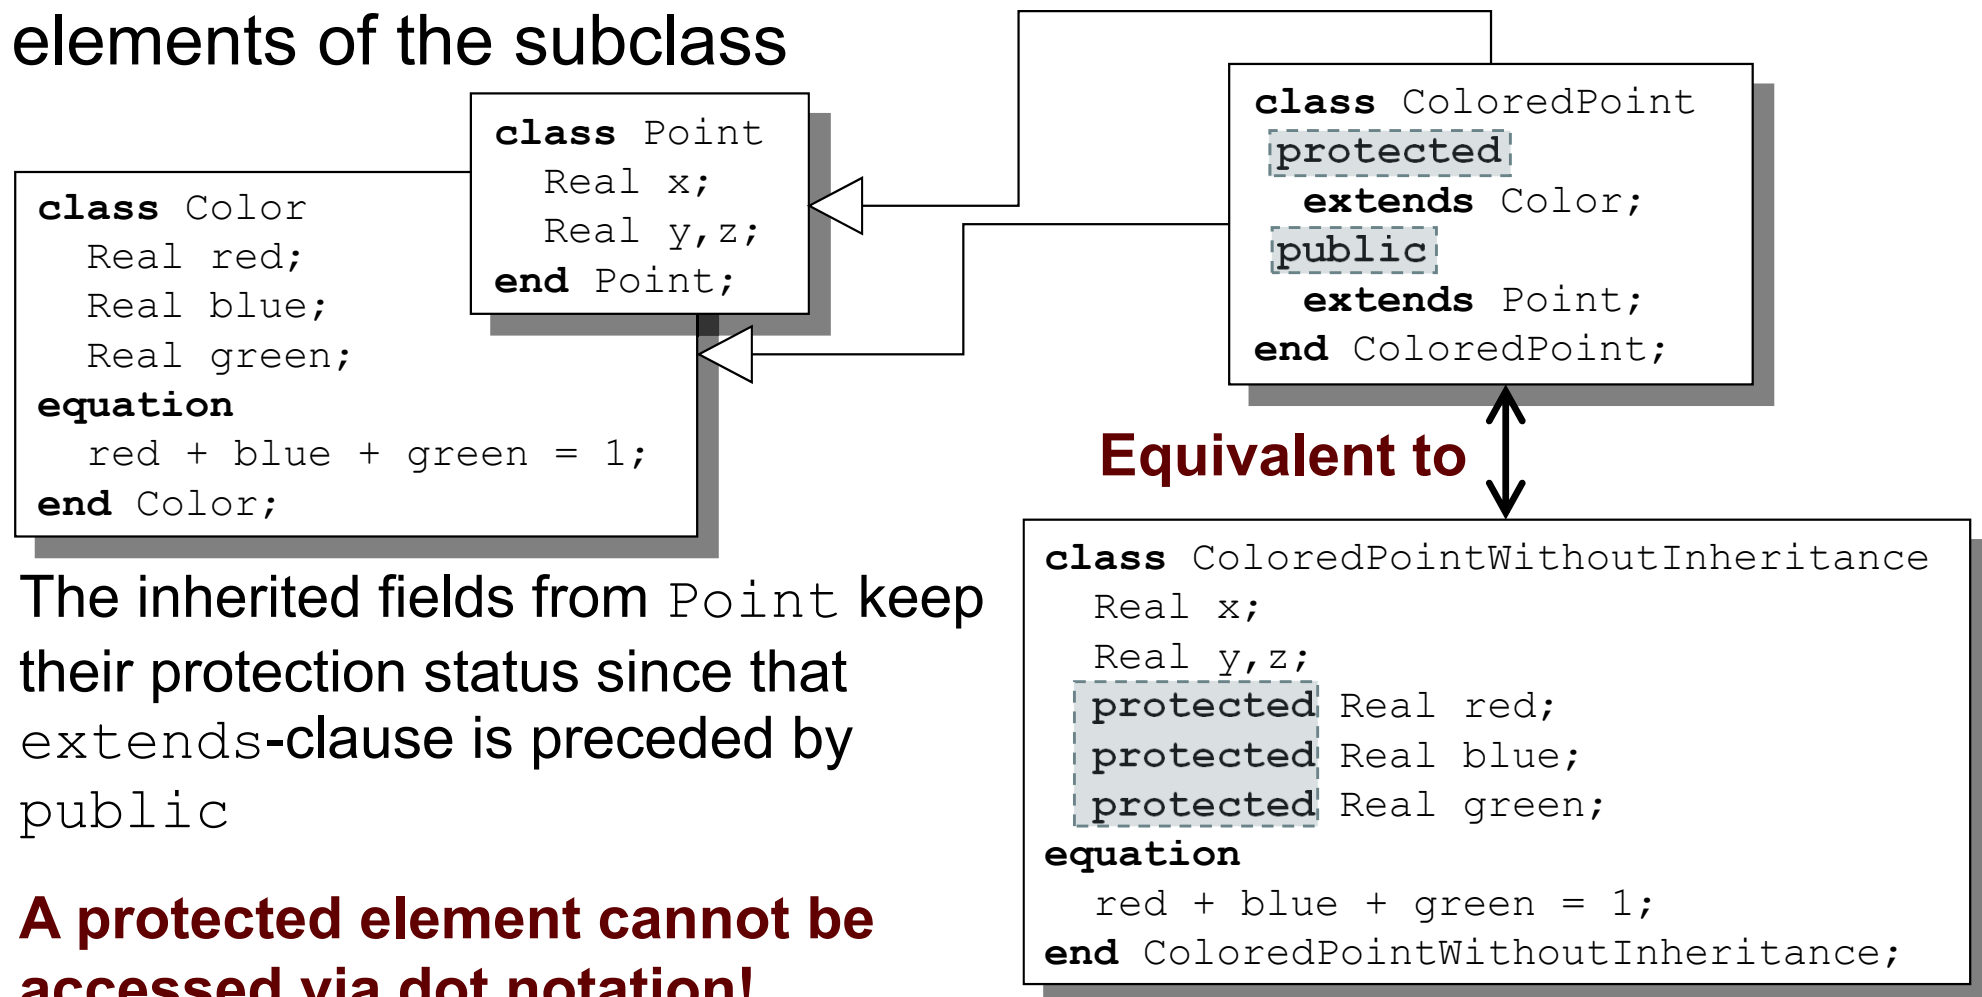 elements of the subclass
class Point
Real x;
Real y,z;
end Point;
class Color
Real red;
Real blue;
Real green;
equation
red + blue + green = 1;
end Color;
class ColoredPoint
protected
extends Color;
public
extends Point;
end ColoredPoint;
Equivalent to
class ColoredPointWithoutInheritance
Real x;
Real y,z;
protected Real red;
protected Real blue;
protected Real green;
equation
red + blue + green = 1;
end ColoredPointWithoutInheritance;
The inherited fields from Point keep
their protection status since that
extends-clause is preceded by
public
A protected element cannot be
accessed via dot notation!